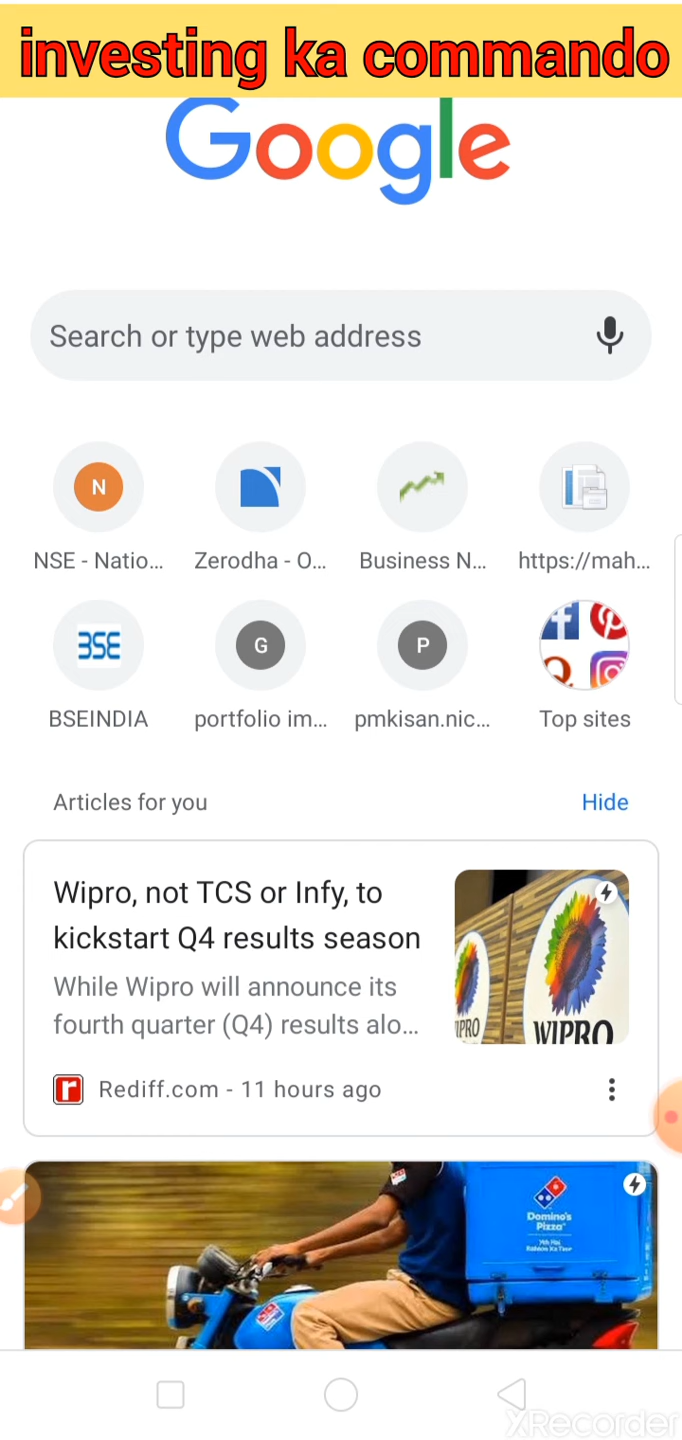 investing ka commando
Google
Search or type web address
N
NSE - Natio...
Zerodha - O...
Business N...
https://mah...
BSE
G
P
BSEINDIA
portfolio im...
pmkisan.nic...
Top sites
Articles for you
Hide
Wipro, not TCS or Infy, to
kickstart Q4 results season
While Wipro will announce its
fourth quarter (Q4) results alo...
IPRO
WIPRO
r Rediff.com - 11 hours ago
Domino's
Pizza
XRecorder